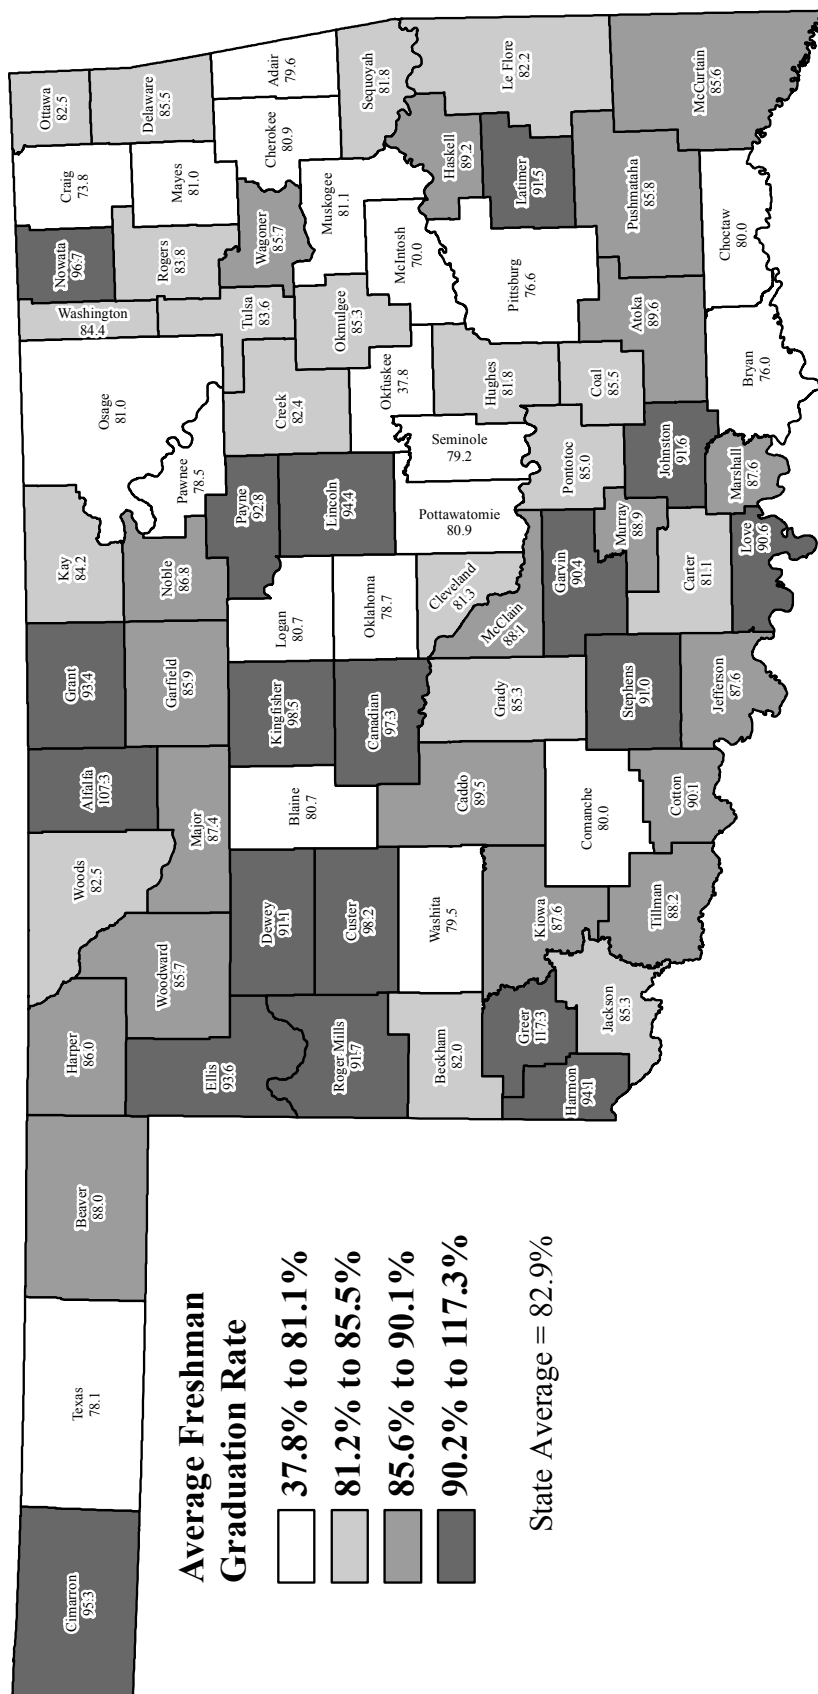 Cimarron
95.3
Texas
78.1
Beaver
88.0
Harper
86.0
Woods
82.5
Alfalfa
107.3
Grant
93.4
Kay
84.2
Osage
81.0
Washington
84.4
Nowata
96.7
Craig
73.8
Ottawa
82.5
Delaware
85.5
Mayes
81.0
Rogers
83.8
Pawnee
78.5
Noble
86.8
Garfield
85.9
Major
87.4
Woodward
85.7
Ellis
93.6
Dewey
91.1
Blaine
80.7
Kingfisher
98.5
Logan
80.7
Payne
92.8
Creek
82.4
Tulsa
83.6
Wagoner
85.7
Cherokee
80.9
Adair
79.6
Sequoyah
81.8
Muskogee
81.1
Okmulgee
85.3
Okfuskee
37.8
Lincoln
94.4
Oklahoma
78.7
Canadian
97.3
Custer
98.2
Roger Mills
91.7
Beckham
82.0
Washita
79.5
Caddo
89.5
Grady
85.3
Cleveland
81.3
McClain
88.1
Pottawatomie
80.9
Seminole
79.2
Hughes
81.8
McIntosh
70.0
Pittsburg
76.6
Haskell
89.2
Le Flore
82.2
Latimer
91.5
Pushmataha
85.8
McCurtain
85.6
Choctaw
80.0
Bryan
76.0
Atoka
89.6
Coal
85.5
Pontotoc
85.0
Johnston
91.6
Marshall
87.6
Love
90.6
Carter
81.1
Murray
88.9
Garvin
90.4
Stephens
91.0
Jefferson
87.6
Cotton
90.1
Comanche
80.0
Tillman
88.2
Kiowa
87.6
Jackson
85.3
Greer
117.3
Harmon
94.1
Average Freshman
Graduation Rate
37.8% to 81.1%
81.2% to 85.5%
85.6% to 90.1%
90.2% to 117.3%
State Average = 82.9%